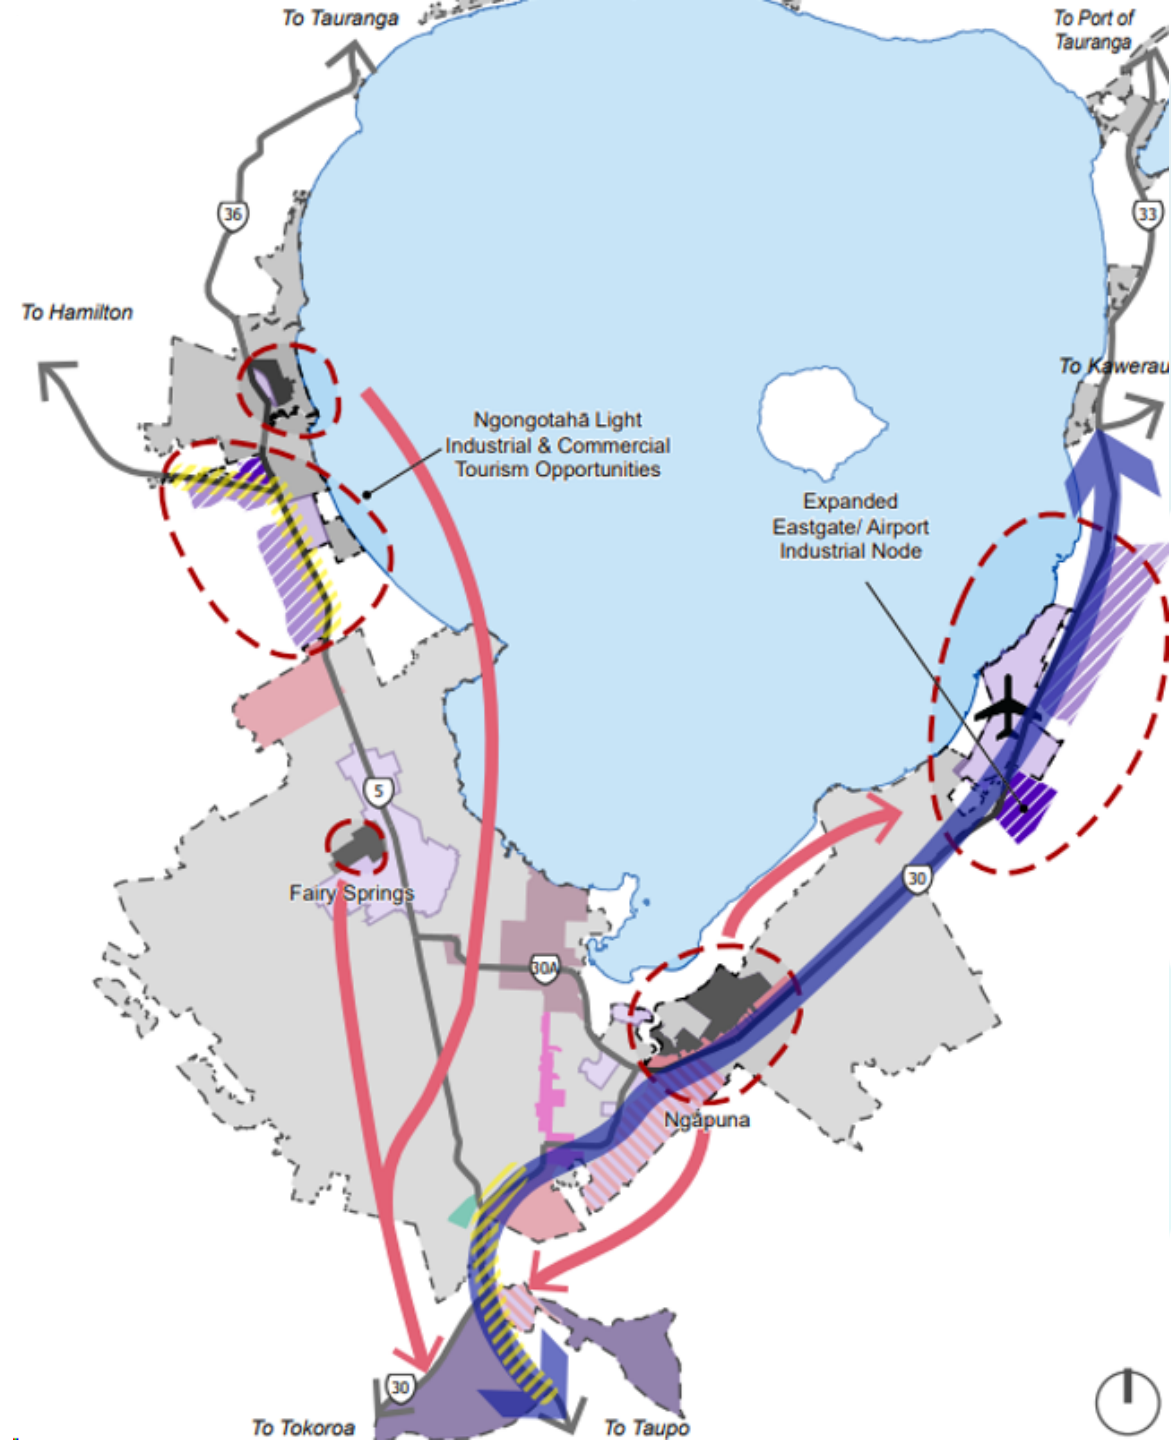 To Tauranga
To Port of
Tauranga
36
33
To Hamilton
To Kawerau
Ngongotahā Light
Industrial & Commercial
Tourism Opportunities
Expanded
Eastgate/ Airport
Industrial Node
5
30
Fairy Springs
30A
Ngāpuna
30
To Tokoroa
To Taupo